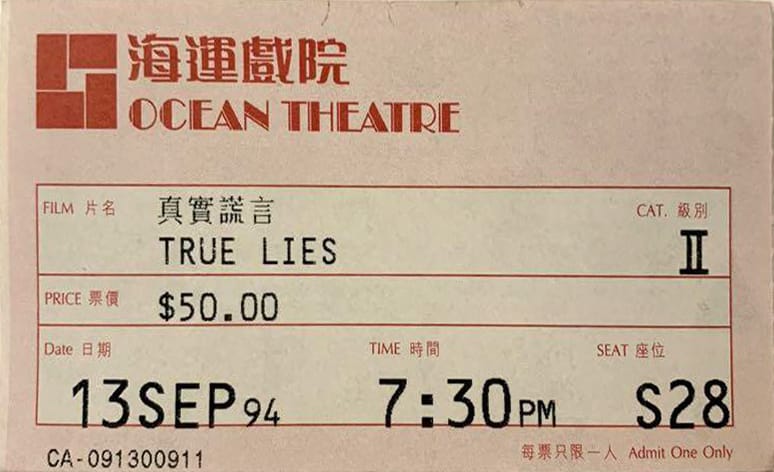 海運戲院
OCEAN THEATRE
FILM 片名 真實謊言 CAT. 級別
TRUE LIES II
PRICE 票價 $50.00
Date 日期 TIME 時間 SEAT 座位
13SEP94 7:30PM S28
CA-091300911 每票只限一人 Admit One Only